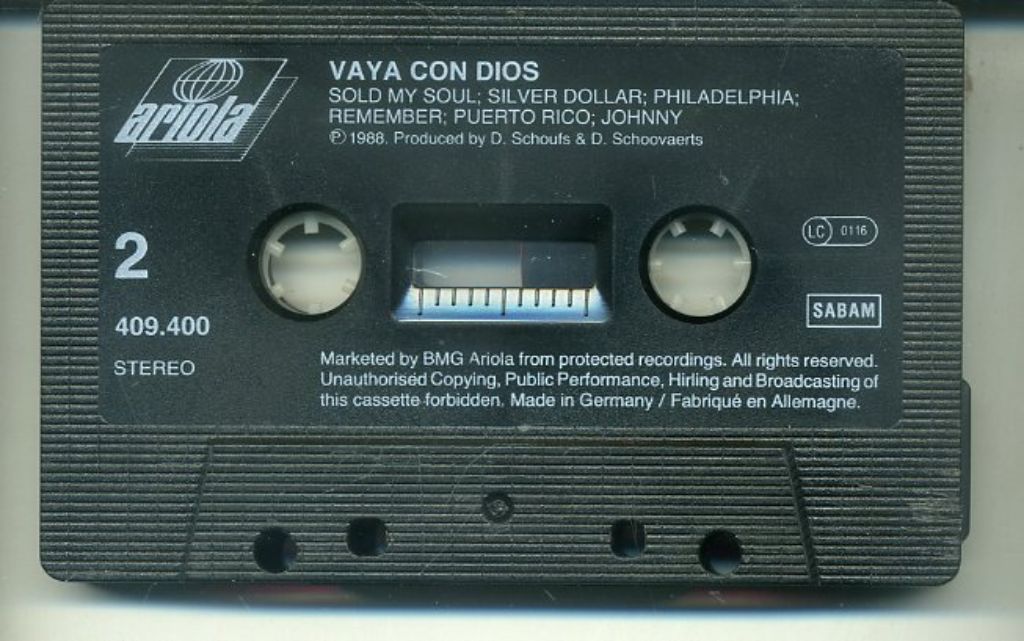 ariola
VAYA CON DIOS
SOLD MY SOUL; SILVER DOLLAR; PHILADELPHIA;
REMEMBER; PUERTO RICO; JOHNNY
Ⓟ 1988. Produced by D. Schoufs & D. Schoovaerts
2
LC 0116
409.400
SABAM
STEREO
Marketed by BMG Ariola from protected recordings. All rights reserved.
Unauthorised Copying, Public Performance, Hirling and Broadcasting of
this cassette forbidden. Made in Germany / Fabriqué en Allemagne.